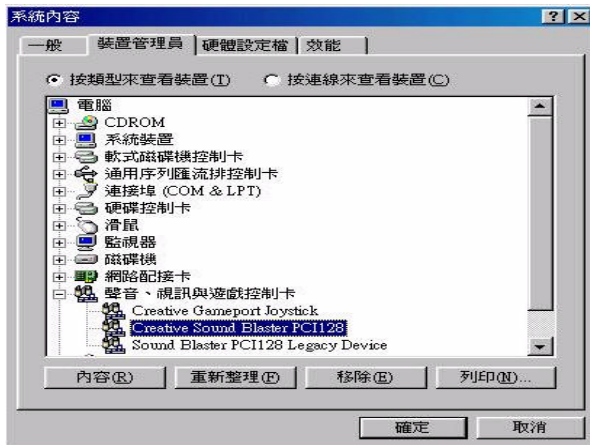 系統內容
一般 裝置管理員 硬體設定檔 效能
按類型來查看裝置(T) 按連線來查看裝置(C)
電腦
CDROM
系統裝置
軟式磁碟機控制卡
通用序列匯流排控制卡
連接埠 (COM & LPT)
硬碟控制卡
滑鼠
監視器
磁碟機
網路配接卡
聲音、視訊與遊戲控制卡
Creative Gameport Joystick
Creative Sound Blaster PCI128
Sound Blaster PCI128 Legacy Device
內容(R) 重新整理(F) 移除(E) 列印(N)...
確定 取消